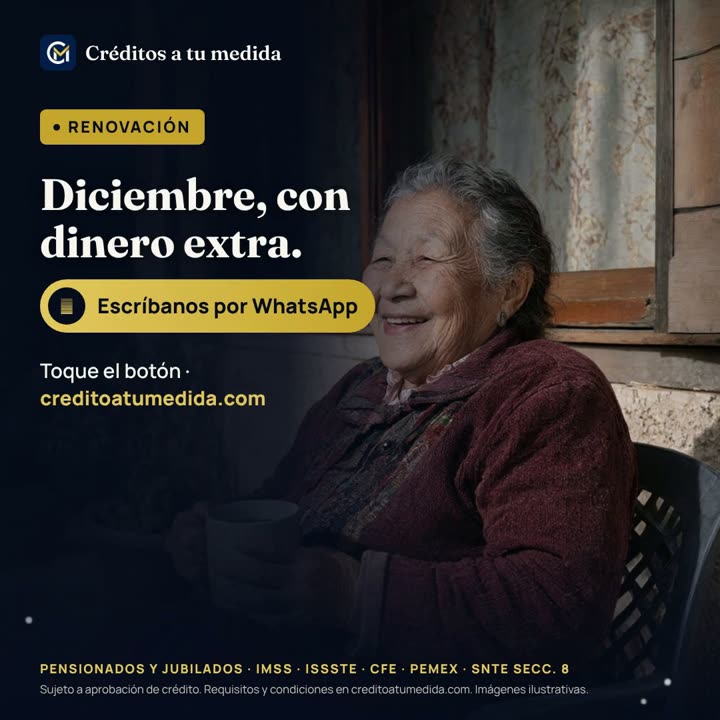 Créditos a tu medida
• RENOVACIÓN
Diciembre, con
dinero extra.
Escríbanos por WhatsApp
Toque el botón ·
creditoatumedida.com
PENSIONADOS Y JUBILADOS · IMSS · ISSSTE · CFE · PEMEX · SNTE SECC. 8
Sujeto a aprobación de crédito. Requisitos y condiciones en creditoatumedida.com. Imágenes ilustrativas.